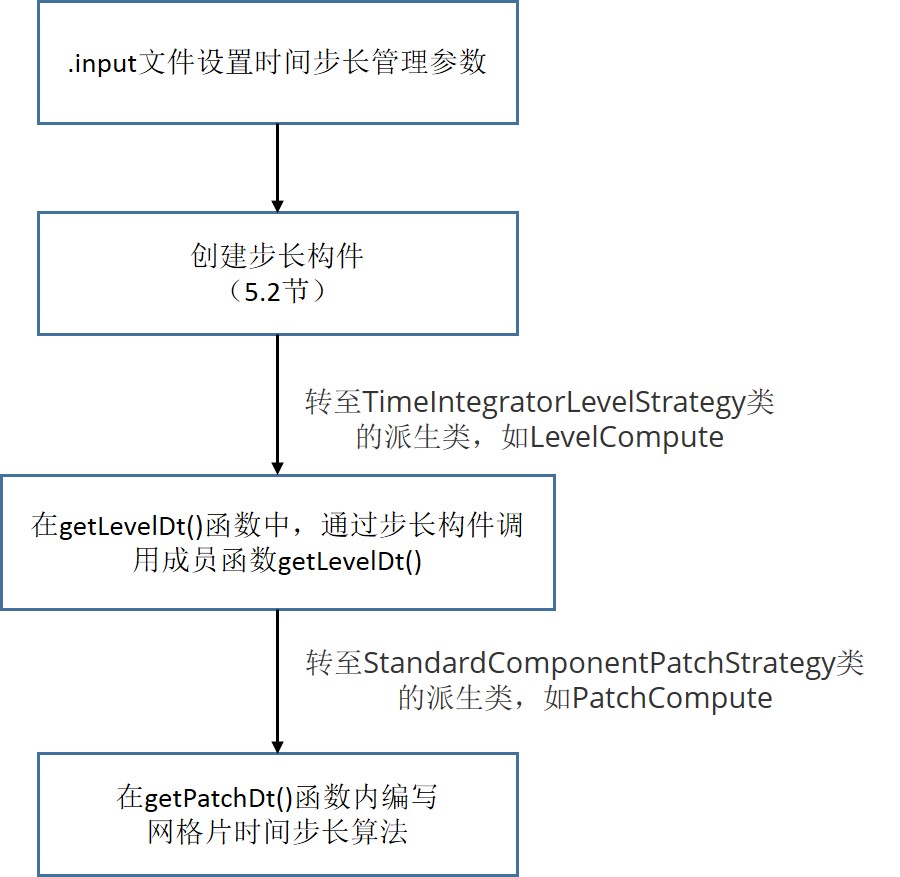 .input文件设置时间步长管理参数
创建步长构件
（5.2节）
转至TimeIntegratorLevelStrategy类
的派生类，如LevelCompute
在getLevelDt()函数中，通过步长构件调
用成员函数getLevelDt()
转至StandardComponentPatchStrategy类
的派生类，如PatchCompute
在getPatchDt()函数内编写
网格片时间步长算法